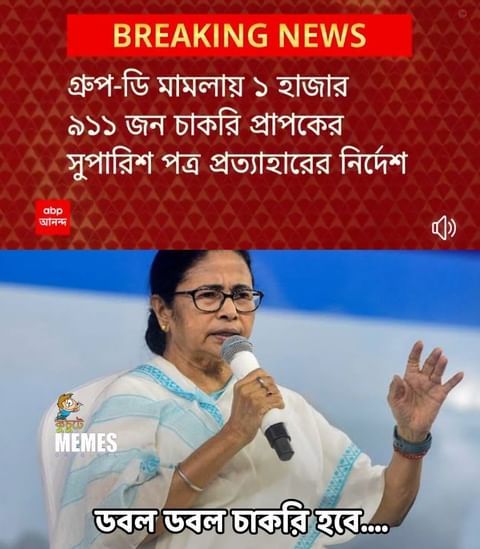 BREAKING NEWS
গ্রুপ-ডি মামলায় ১ হাজার
৯১১ জন চাকরি প্রাপকের
সুপারিশ পত্র প্রত্যাহারের নির্দেশ
abp
আনন্দ
কুচুটে
MEMES
ডবল ডবল চাকরি হবে....